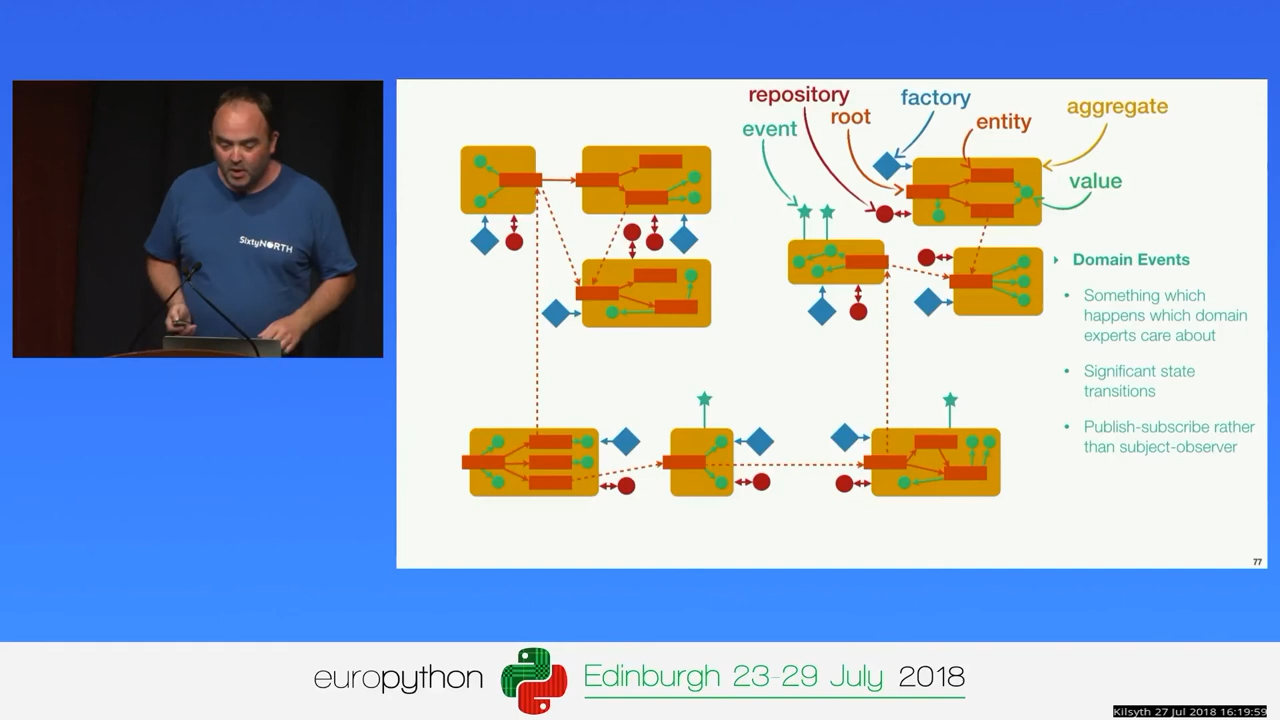 SixtyNORTH
repository
factory
aggregate
event
root
entity
value
Domain Events
• Something which
happens which domain
experts care about
• Significant state
transitions
• Publish-subscribe rather
than subject-observer
77
europython
Edinburgh 23-29 July 2018
Kilsyth 27 Jul 2018 16:19:59